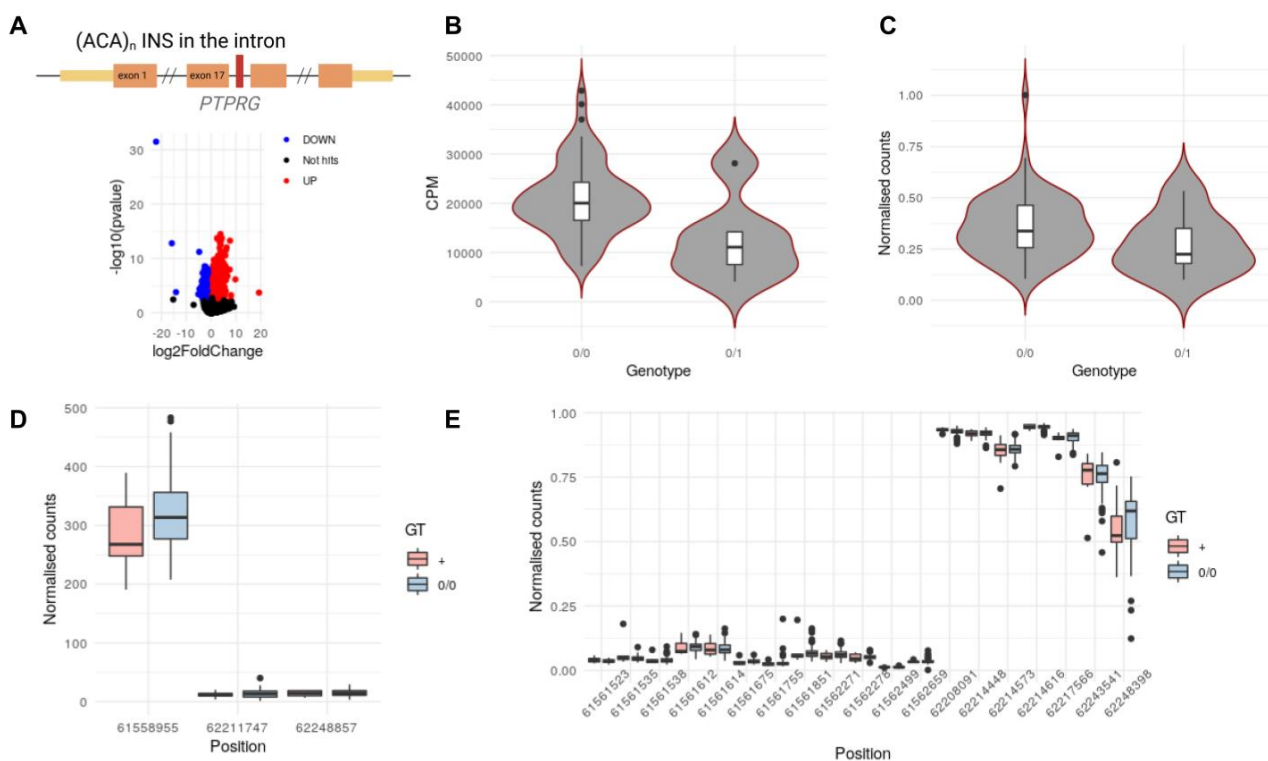 A
(ACA)n INS in the intron
exon 1
exon 17
PTPRG
DOWN
Not hits
UP
-log10(pvalue)
30
20
10
0
-20 -10 0 10 20
log2FoldChange
B
CPM
50000
40000
30000
20000
10000
0
0/0 0/1
Genotype
C
Normalised counts
1.00
0.75
0.50
0.25
0.00
0/0 0/1
Genotype
D
Normalised counts
500
400
300
200
100
0
61558955 62211747 62248857
Position
GT
+
0/0
E
Normalised counts
1.00
0.75
0.50
0.25
0.00
61561523 61561535 61561538 61561612 61561614 61561675 61561755 61561851 61562271 61562278 61562499 61562659 62208091 62214448 62214573 62214616 62217566 62243541 62248398
Position
GT
+
0/0